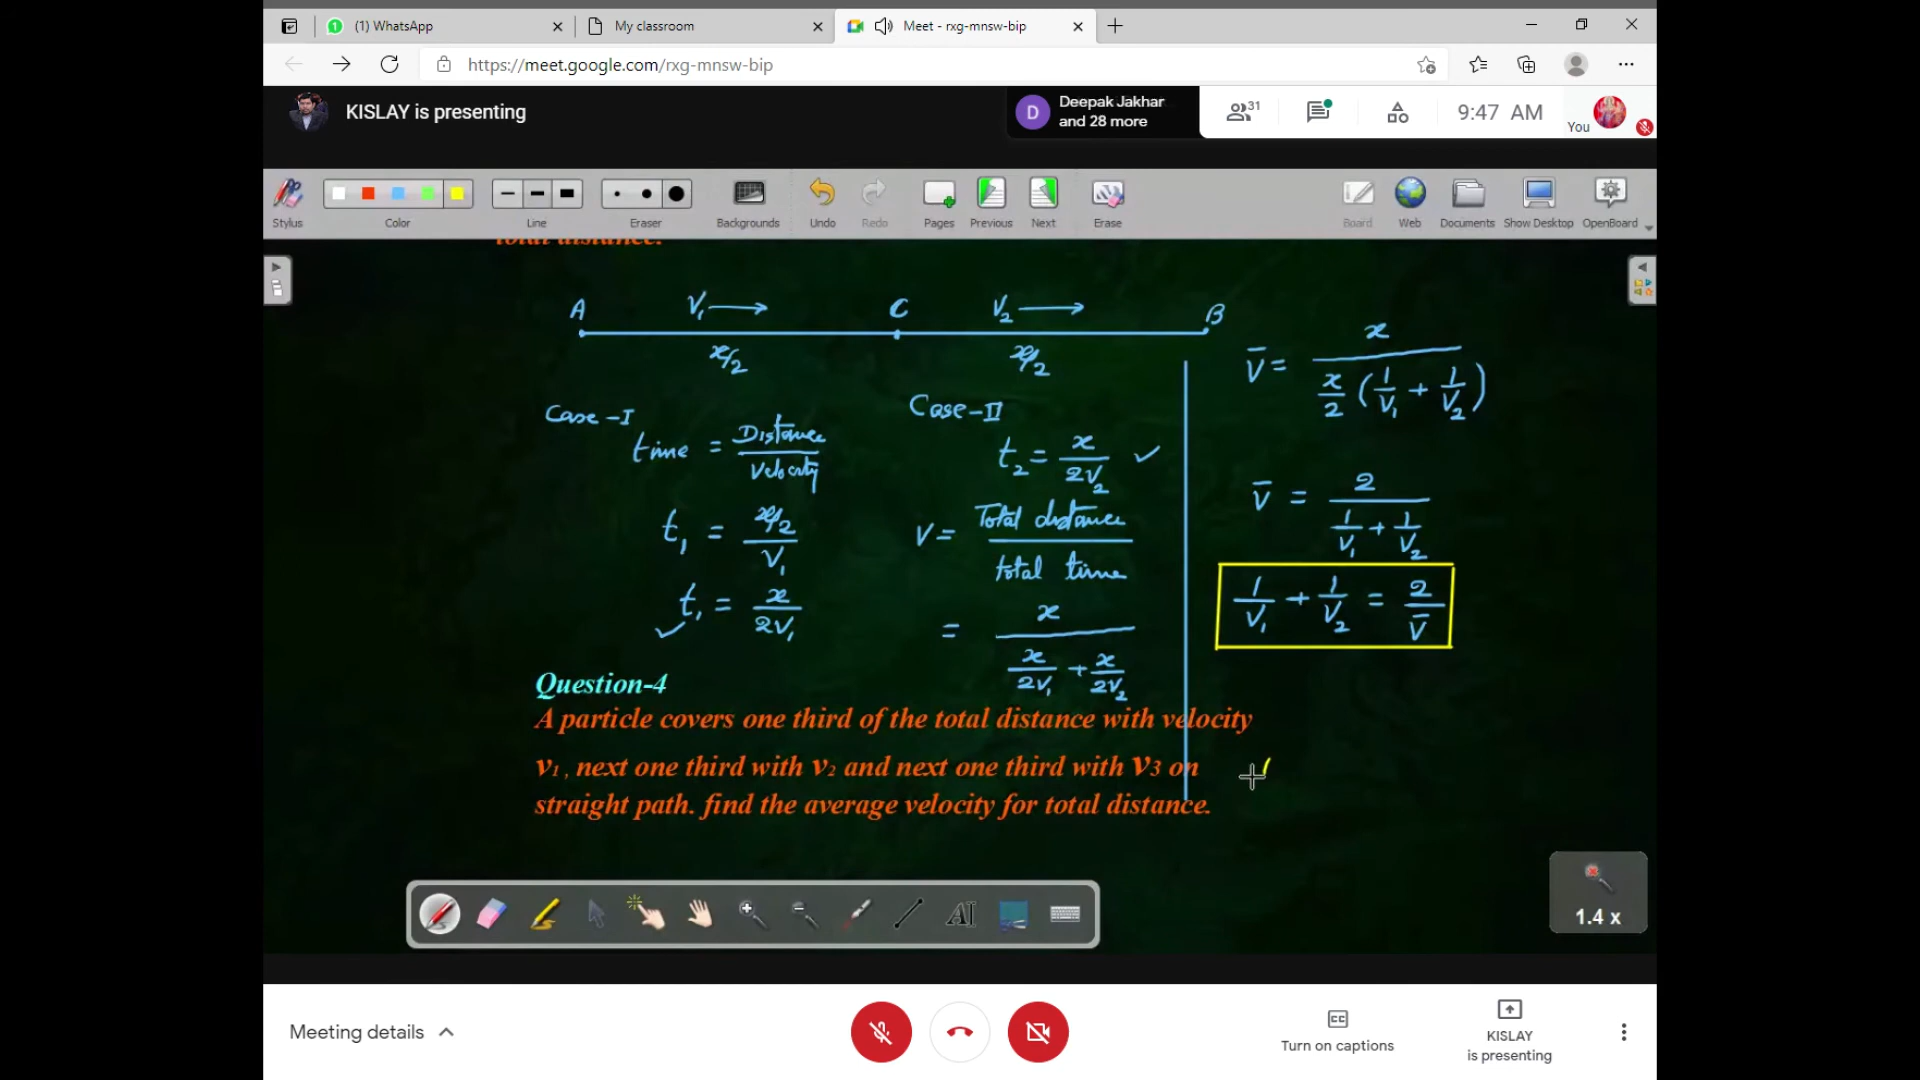 (1) WhatsApp
My classroom
Meet - rxg-mnsw-bip
https://meet.google.com/rxg-mnsw-bip
KISLAY is presenting
D
Deepak Jakhar
and 28 more
31
9:47 AM
You
Stylus
Color
Line
Eraser
Backgrounds
Undo
Redo
Pages
Previous
Next
Erase
Board
Web
Documents
Show Desktop
OpenBoard
total distance.
A V₁ → C V₂ → B
x/2 x/2
Case-I
time = Distance / Velocity
t₁ = (x/2) / V₁
t₁ = x / 2V₁
Case-II
t₂ = x / 2V₂
V = Total distance / total time
= x / (x/2V₁ + x/2V₂)
V̅ = x / (x/2 (1/V₁ + 1/V₂))
V̅ = 2 / (1/V₁ + 1/V₂)
1/V₁ + 1/V₂ = 2/V̅
Question-4
A particle covers one third of the total distance with velocity
v₁, next one third with v₂ and next one third with v₃ on
straight path. find the average velocity for total distance.
AI
1.4 x
Meeting details
CC
Turn on captions
KISLAY
is presenting